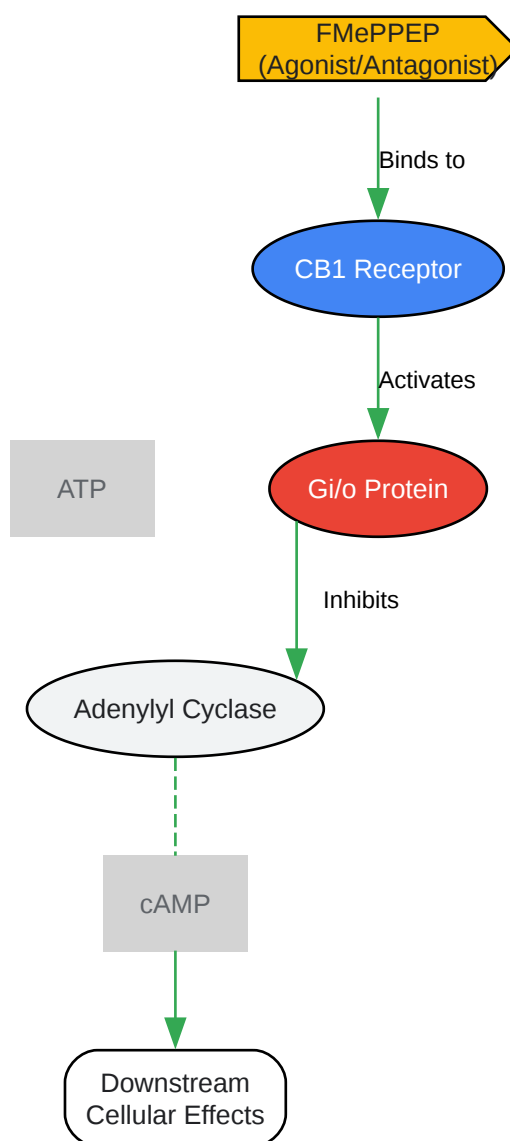 FMePPEP
(Agonist/Antagonist)
Binds to
CB1 Receptor
Activates
ATP
Gi/o Protein
Inhibits
Adenylyl Cyclase
cAMP
Downstream
Cellular Effects